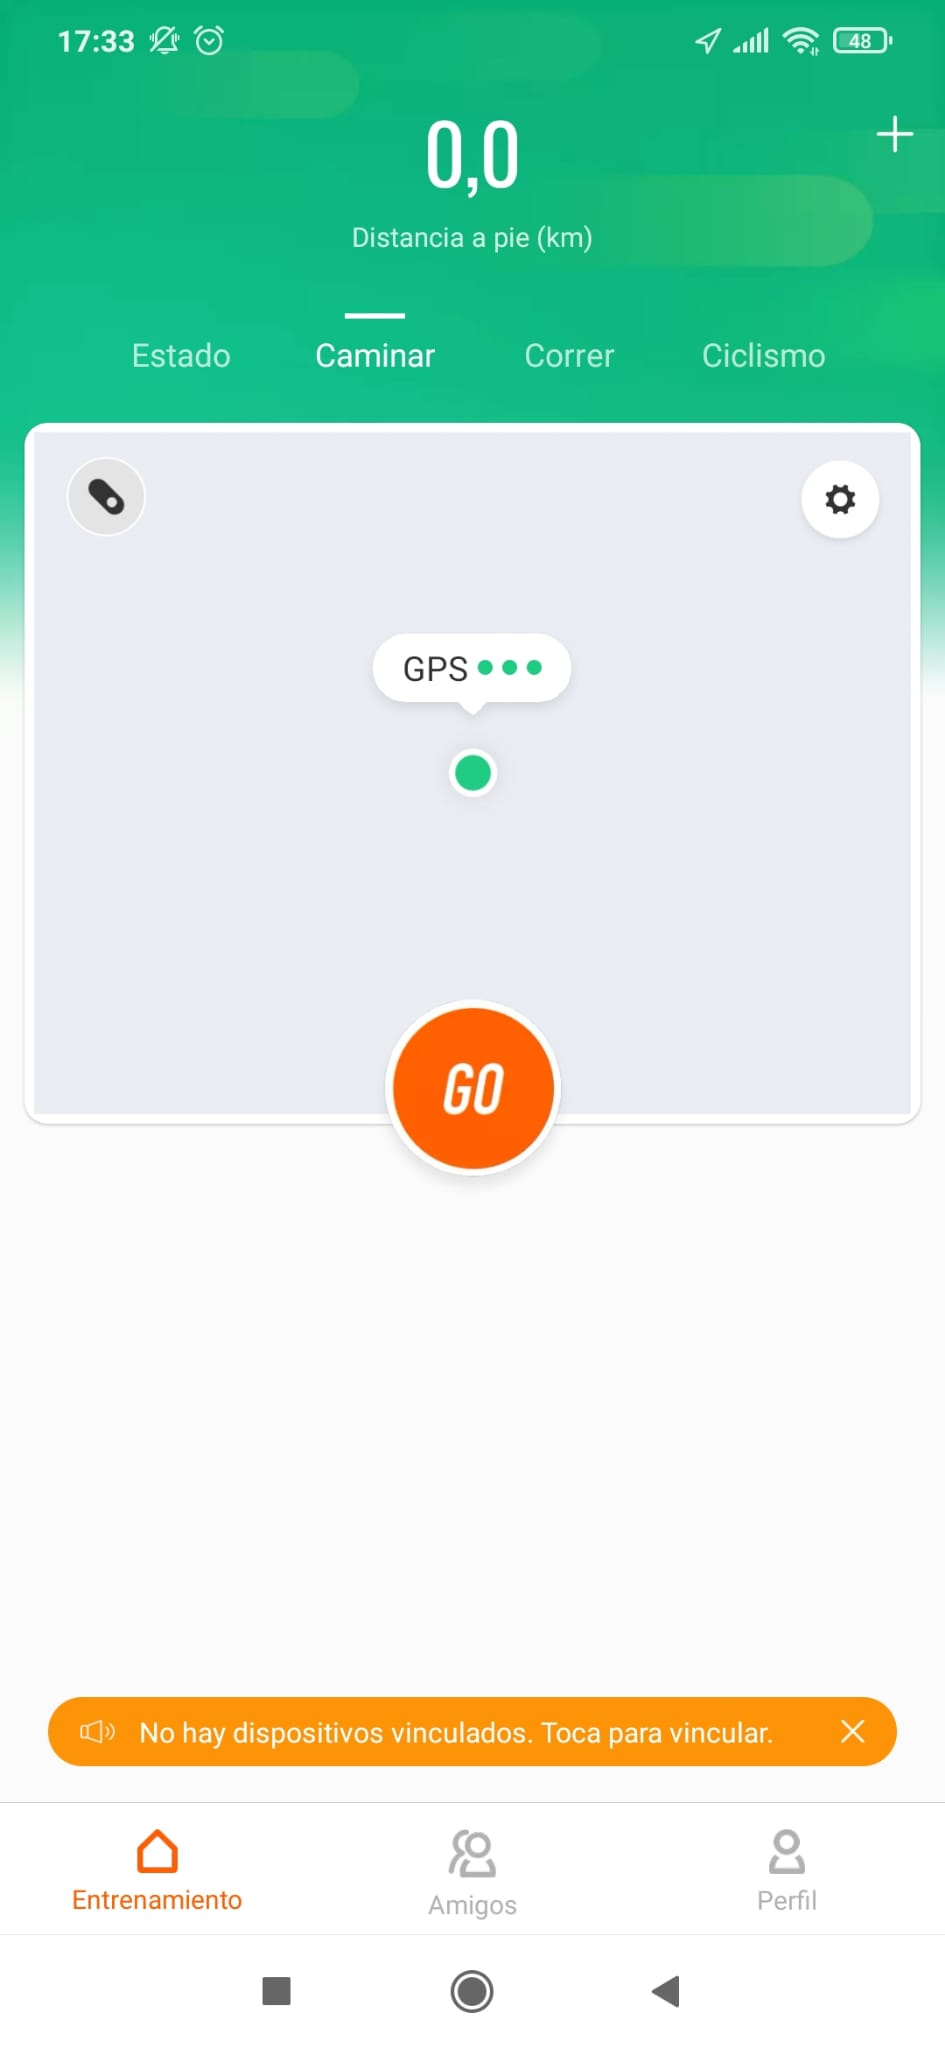 17:33
48
0,0
Distancia a pie (km)
Estado Caminar Correr Ciclismo
GPS
GO
No hay dispositivos vinculados. Toca para vincular.
Entrenamiento Amigos Perfil